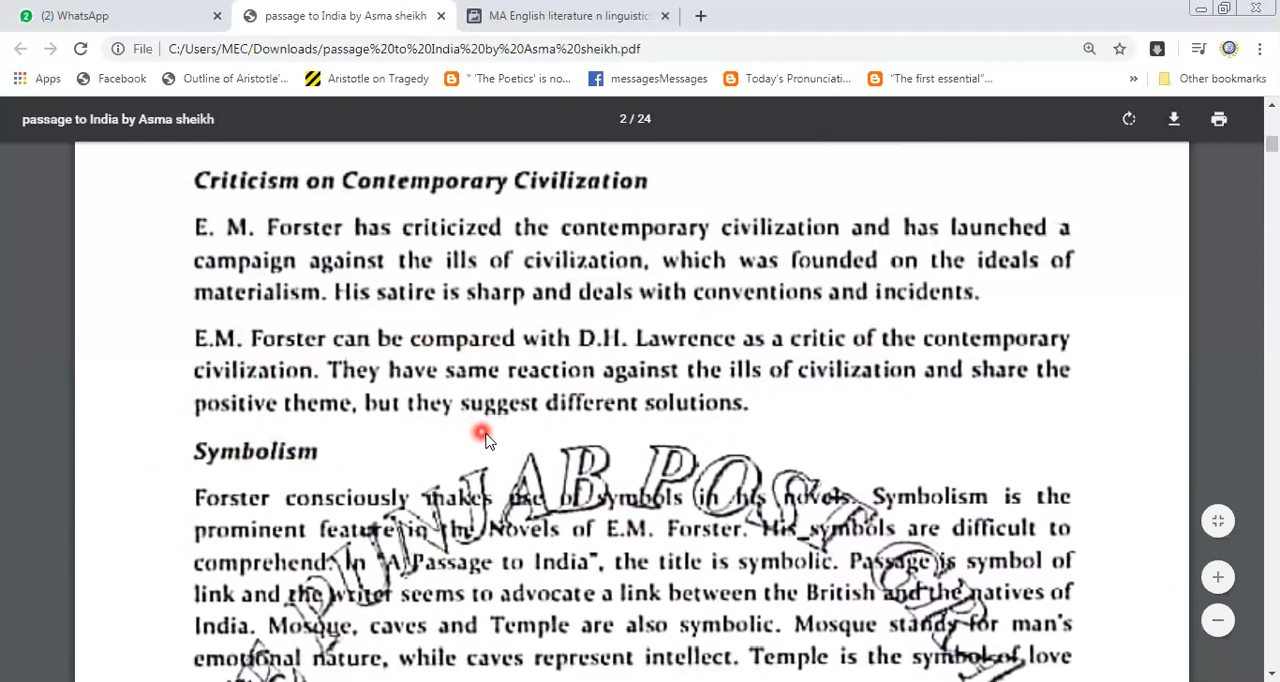 (2) WhatsApp
passage to India by Asma sheikh
MA English literature n linguistic
File C:/Users/MEC/Downloads/passage%20to%20India%20by%20Asma%20sheikh.pdf
Apps Facebook Outline of Aristotle'... Aristotle on Tragedy " 'The Poetics' is no... messagesMessages Today's Pronunciati... "The first essential"... » Other bookmarks
passage to India by Asma sheikh 2 / 24
Criticism on Contemporary Civilization
E. M. Forster has criticized the contemporary civilization and has launched a
campaign against the ills of civilization, which was founded on the ideals of
materialism. His satire is sharp and deals with conventions and incidents.
E.M. Forster can be compared with D.H. Lawrence as a critic of the contemporary
civilization. They have same reaction against the ills of civilization and share the
positive theme, but they suggest different solutions.
Symbolism
Forster consciously makes use of symbols in his novels. Symbolism is the
prominent feature in the Novels of E.M. Forster. His symbols are difficult to
comprehend. In "A Passage to India", the title is symbolic. Passage is symbol of
link and the writer seems to advocate a link between the British and the natives of
India. Mosque, caves and Temple are also symbolic. Mosque stands for man's
emotional nature, while caves represent intellect. Temple is the symbol of love
PUNJAB POST